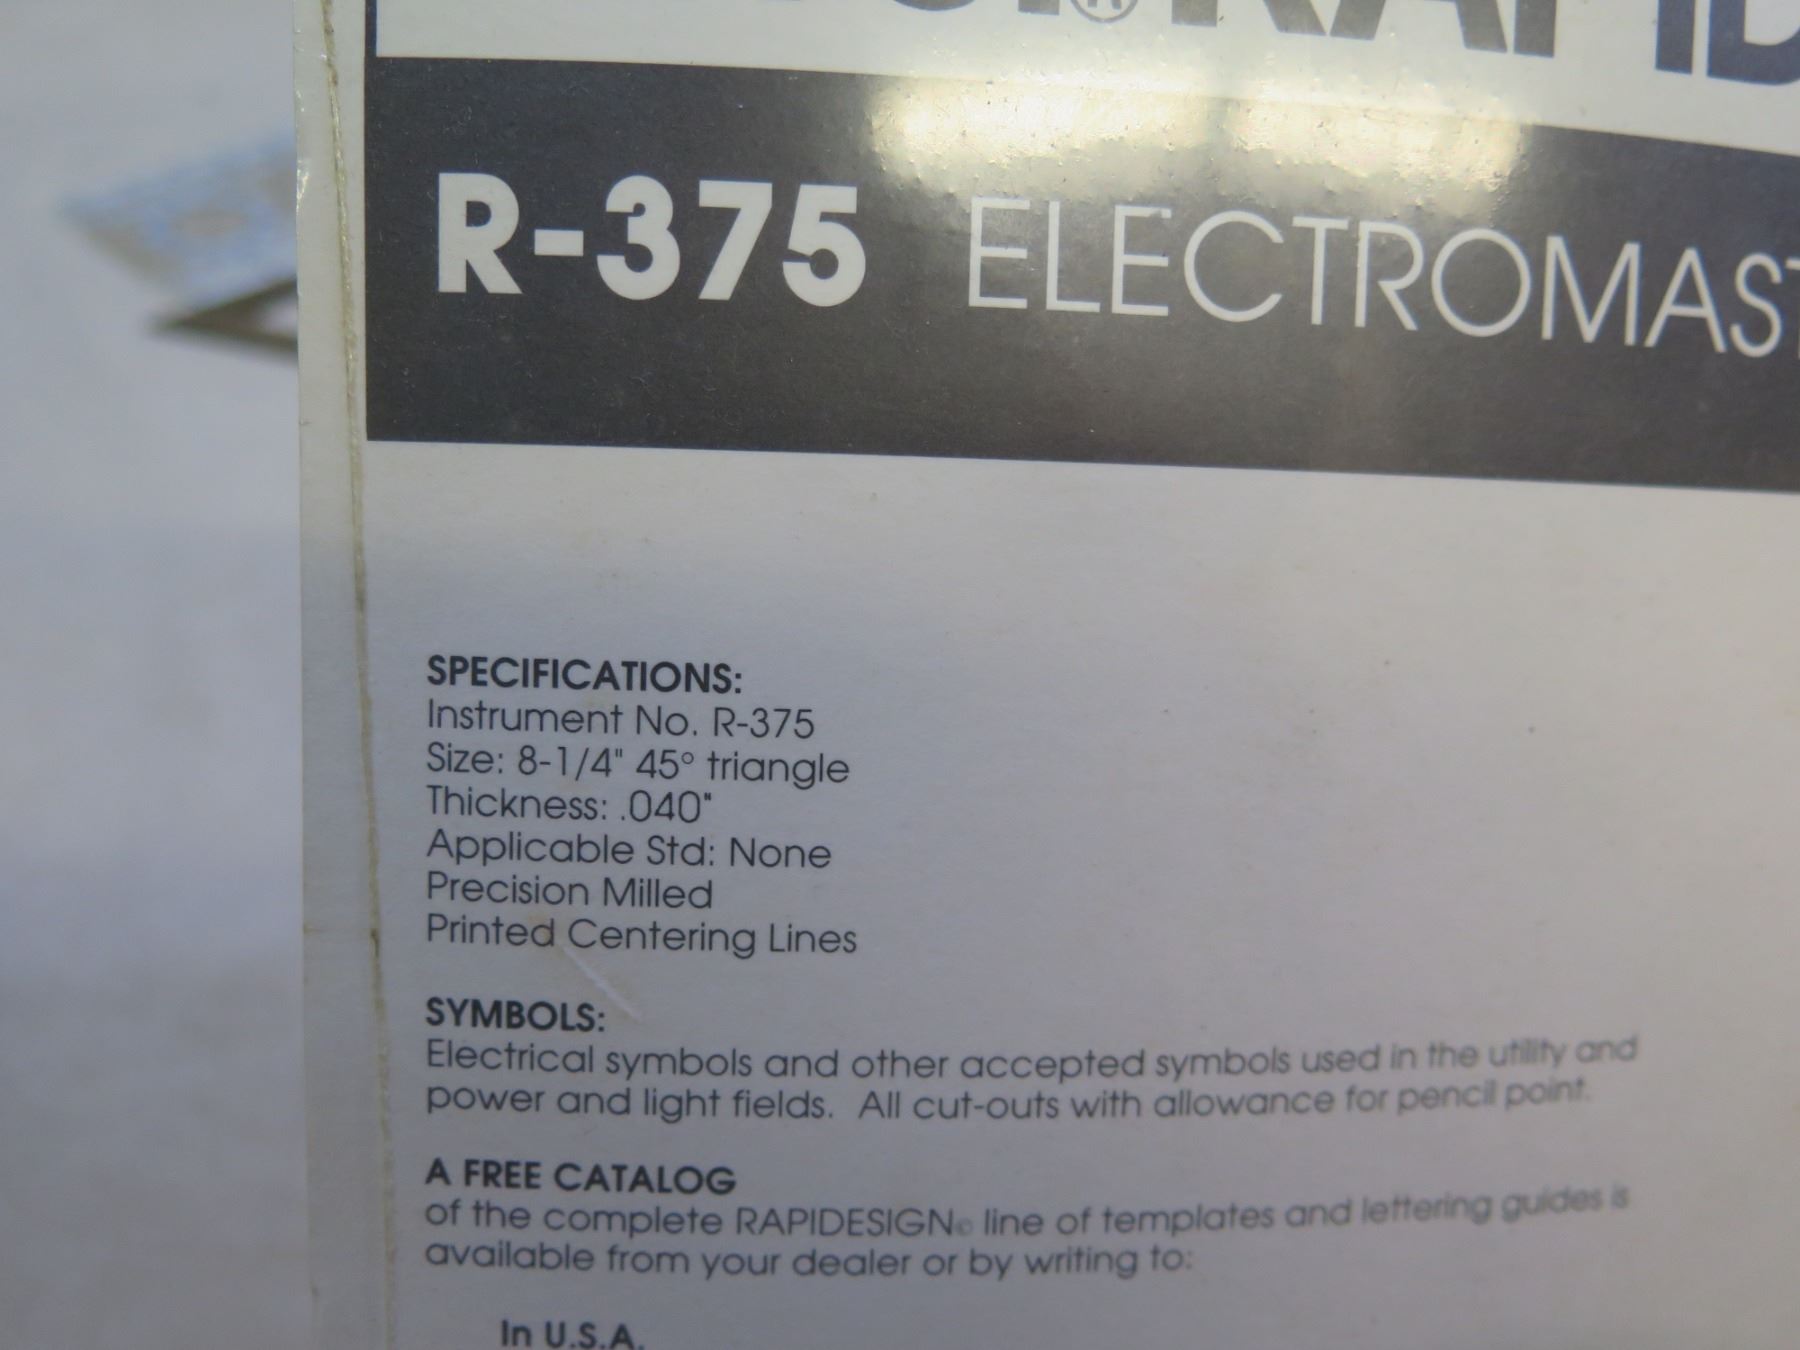 R-375 ELECTROMAST
SPECIFICATIONS:
Instrument No. R-375
Size: 8-1/4" 45° triangle
Thickness: .040"
Applicable Std: None
Precision Milled
Printed Centering Lines
SYMBOLS:
Electrical symbols and other accepted symbols used in the utility and
power and light fields. All cut-outs with allowance for pencil point.
A FREE CATALOG
of the complete RAPIDESIGN® line of templates and lettering guides is
available from your dealer or by writing to:
In U.S.A.